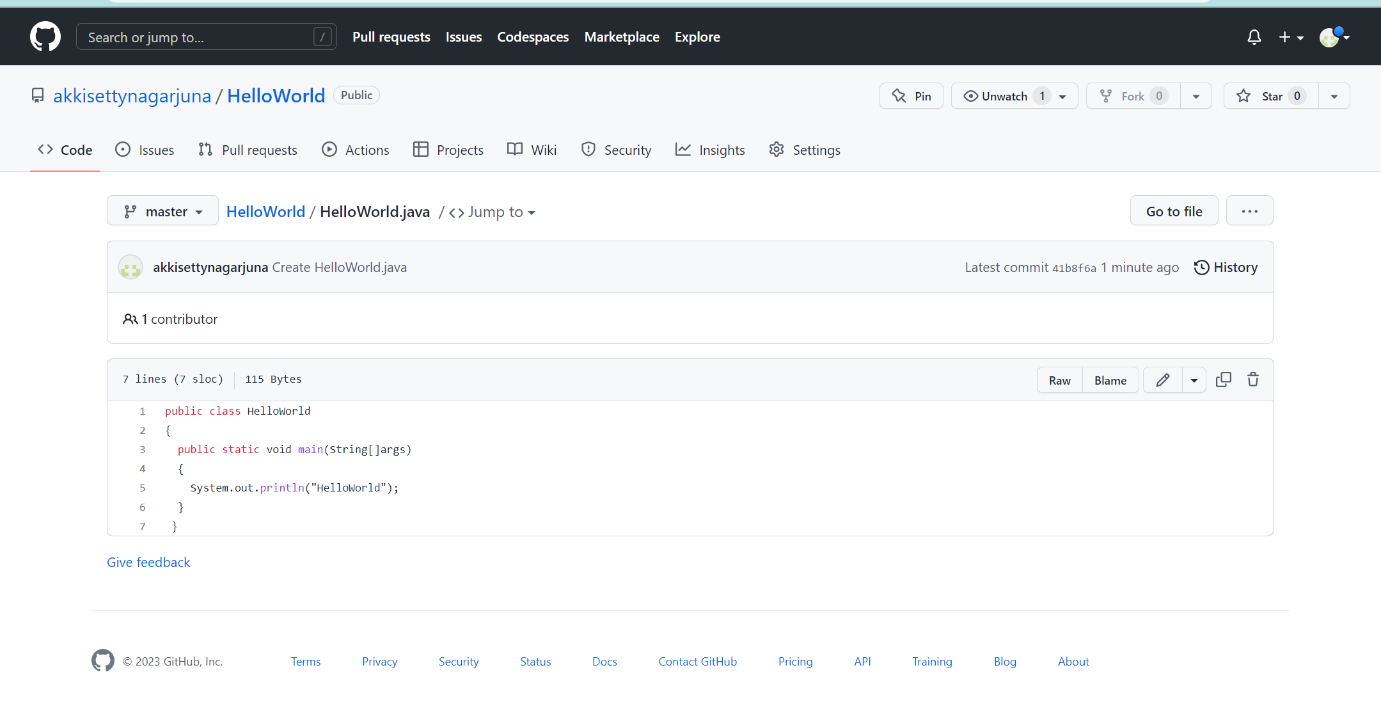 Search or jump to... /
Pull requests Issues Codespaces Marketplace Explore
akkisettynagarjuna / HelloWorld Public
Pin Unwatch 1 Fork 0 Star 0
Code Issues Pull requests Actions Projects Wiki Security Insights Settings
master HelloWorld / HelloWorld.java / <> Jump to
Go to file ...
akkisettynagarjuna Create HelloWorld.java
Latest commit 41b8f6a 1 minute ago History
1 contributor
7 lines (7 sloc) 115 Bytes
Raw Blame
1 public class HelloWorld
2 {
3 public static void main(String[]args)
4 {
5 System.out.println("HelloWorld");
6 }
7 }
Give feedback
© 2023 GitHub, Inc. Terms Privacy Security Status Docs Contact GitHub Pricing API Training Blog About